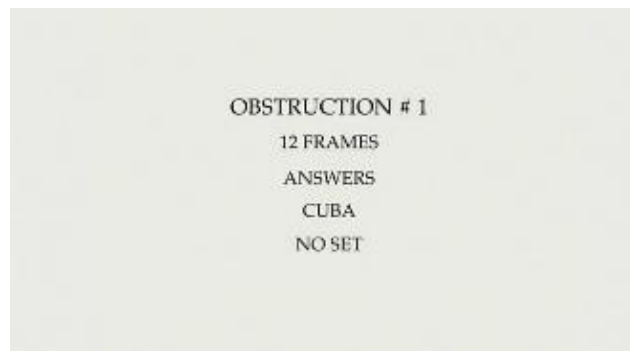 OBSTRUCTION # 1
12 FRAMES
ANSWERS
CUBA
NO SET